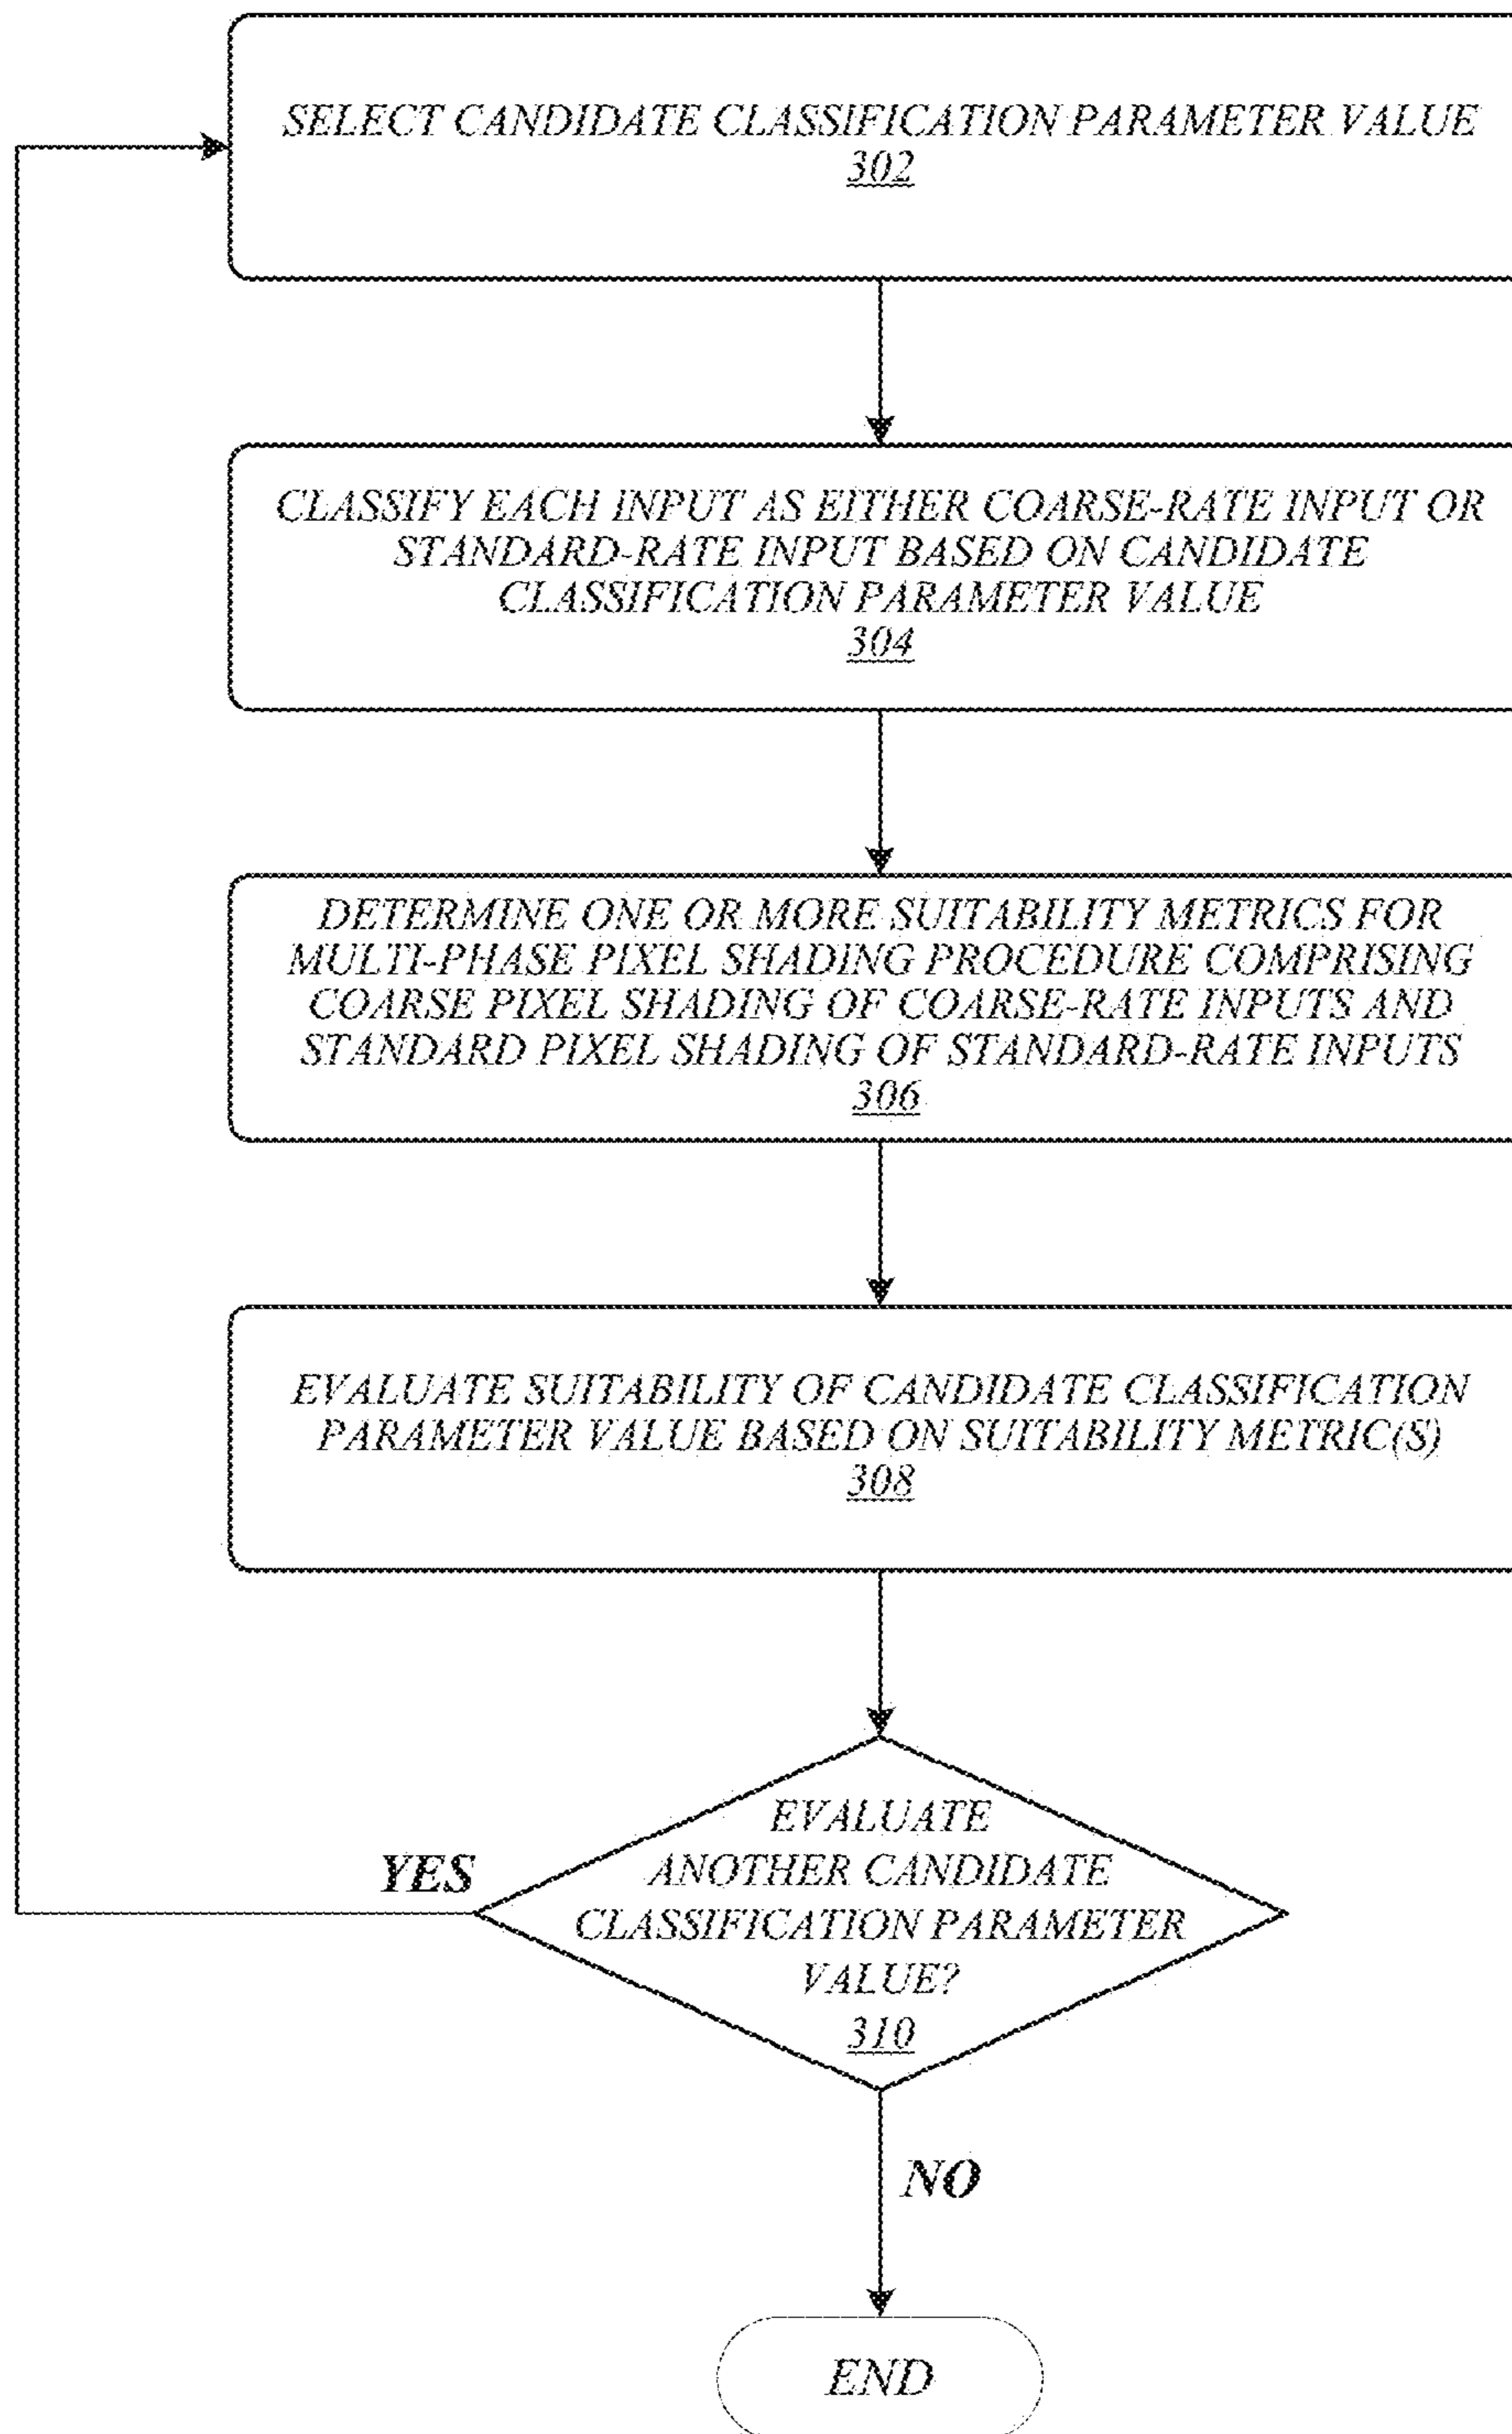 SELECT CANDIDATE CLASSIFICATION PARAMETER VALUE
302
CLASSIFY EACH INPUT AS EITHER COARSE-RATE INPUT OR
STANDARD-RATE INPUT BASED ON CANDIDATE
CLASSIFICATION PARAMETER VALUE
304
DETERMINE ONE OR MORE SUITABILITY METRICS FOR
MULTI-PHASE PIXEL SHADING PROCEDURE COMPRISING
COARSE PIXEL SHADING OF COARSE-RATE INPUTS AND
STANDARD PIXEL SHADING OF STANDARD-RATE INPUTS
306
EVALUATE SUITABILITY OF CANDIDATE CLASSIFICATION
PARAMETER VALUE BASED ON SUITABILITY METRIC(S)
308
EVALUATE
YES
ANOTHER CANDIDATE
CLASSIFICATION PARAMETER
VALUE?
310
NO
END